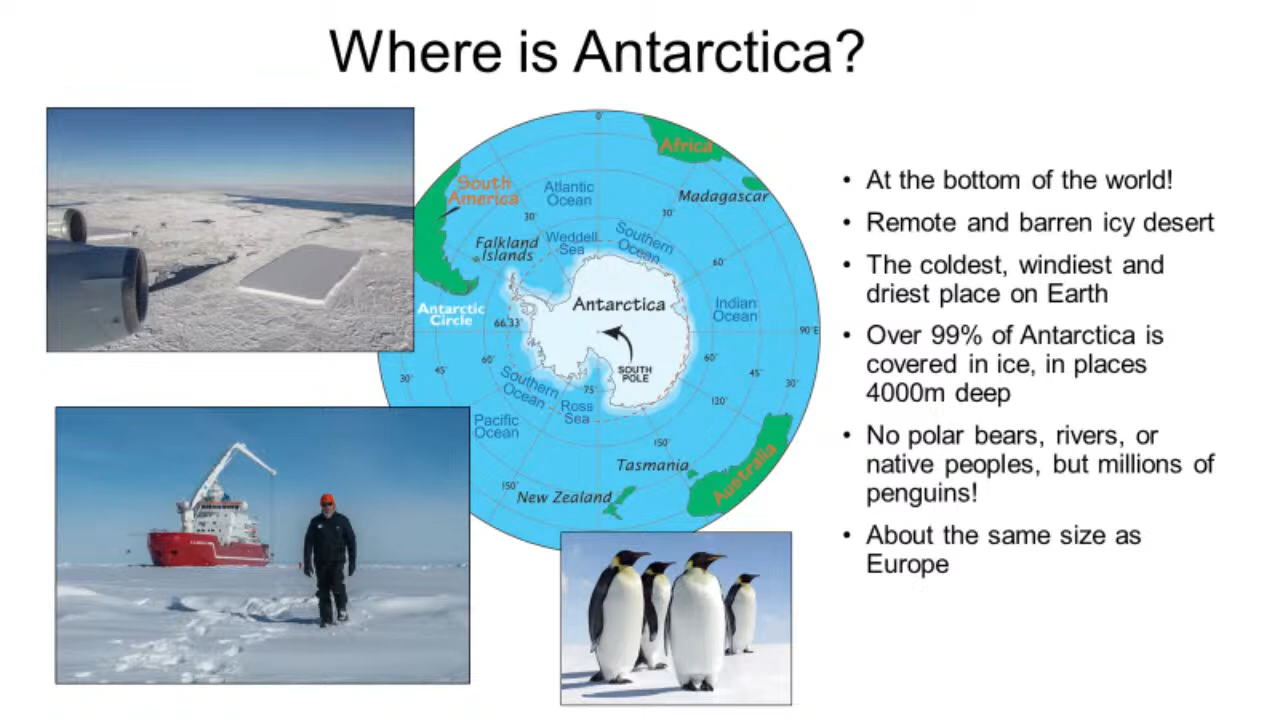 Where is Antarctica?
0°
Africa
South
America
Atlantic
Ocean
Madagascar
30°
30°
Falkland
Islands
Weddell
Sea
Southern
Ocean
60°
Antarctica
Antarctic
Circle
66.33°
Indian
Ocean
90°E
SOUTH
POLE
60°
60°
45°
30°
75°
45°
30°
Southern
Ocean
Ross
Sea
120°
Pacific
Ocean
150°
Tasmania
Australia
150°
New Zealand
• At the bottom of the world!
• Remote and barren icy desert
• The coldest, windiest and
driest place on Earth
• Over 99% of Antarctica is
covered in ice, in places
4000m deep
• No polar bears, rivers, or
native peoples, but millions of
penguins!
• About the same size as
Europe